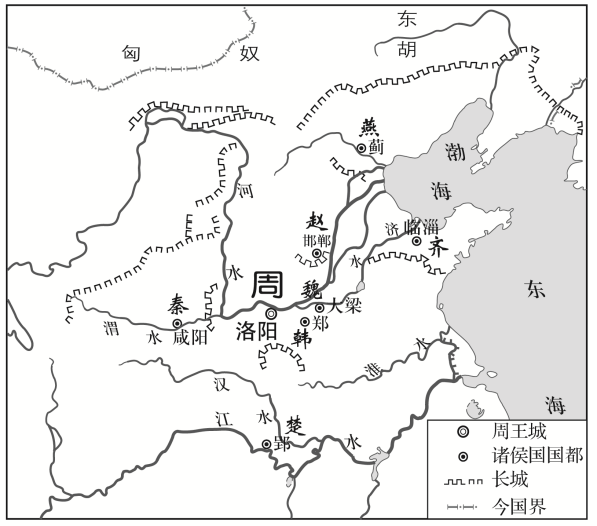 匈 奴
东
胡
燕
蓟
渤
海
河
水
赵
邯郸
济
水
临淄
齐
周
洛阳
魏
大梁
郑
韩
秦
咸阳
渭 水
东
海
淮 水
汉
水
江
水
楚
郢
周王城
诸侯国国都
长城
今国界